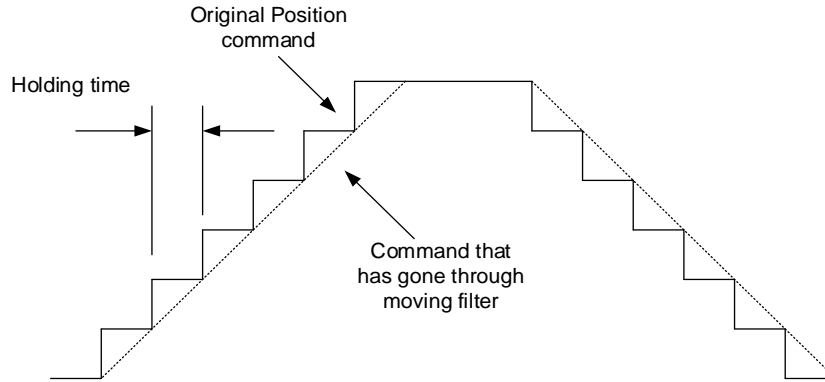 Original Position
command
Holding time
Command that
has gone through
moving filter